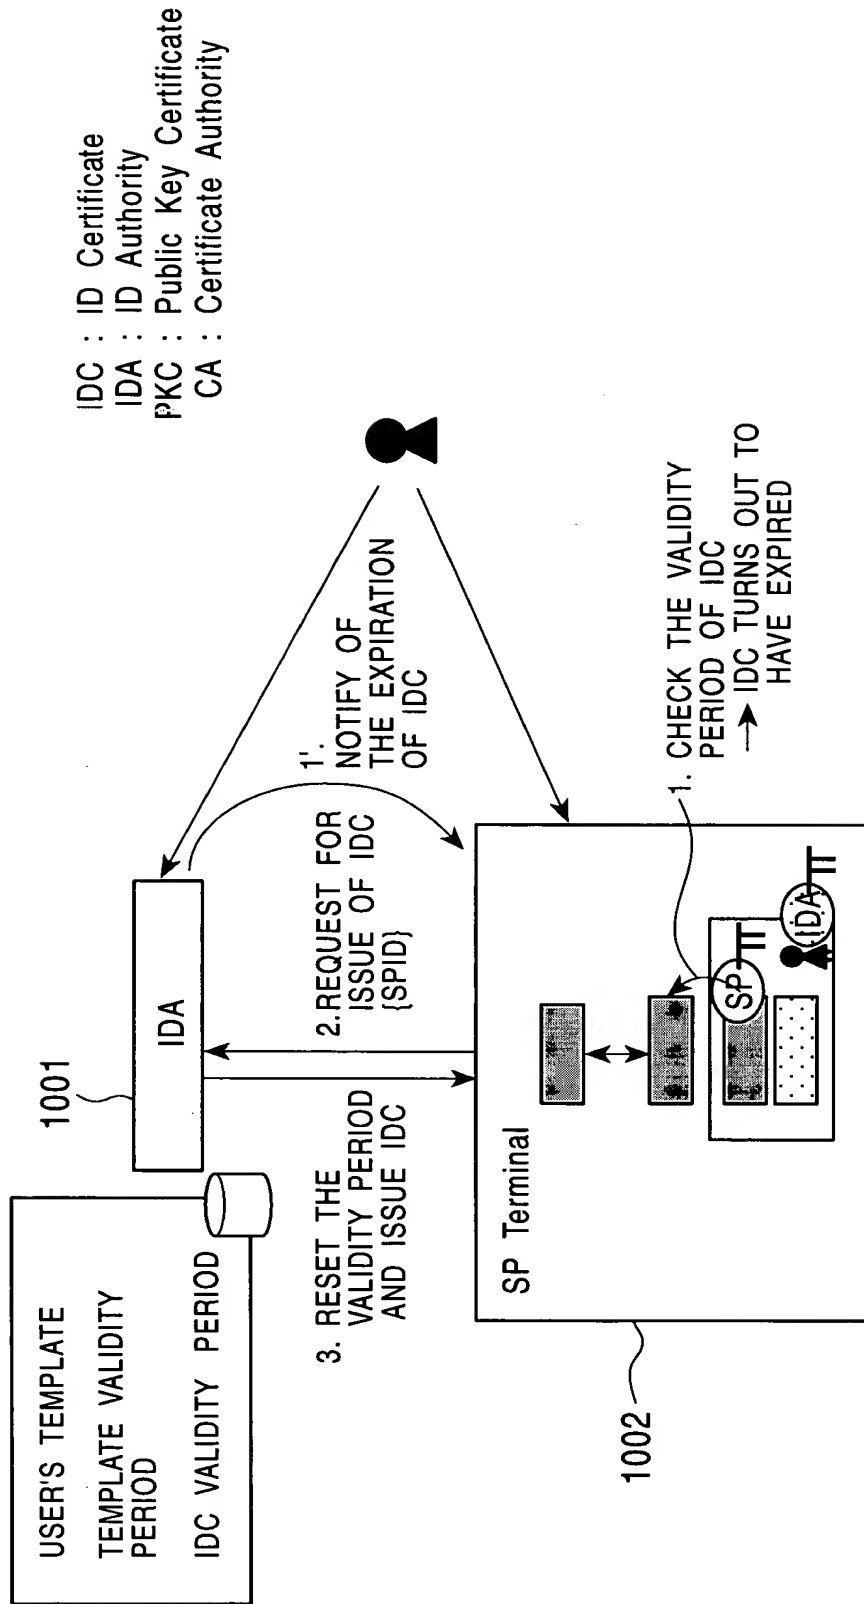 USER'S TEMPLATE
TEMPLATE VALIDITY
PERIOD
IDC VALIDITY PERIOD
1001
IDA
IDC : ID Certificate
IDA : ID Authority
PKC : Public Key Certificate
CA : Certificate Authority
3. RESET THE
VALIDITY PERIOD
AND ISSUE IDC
2.REQUEST FOR
ISSUE OF IDC
{SPID}
1'.
NOTIFY OF
THE EXPIRATION
OF IDC
SP Terminal
SP
IDA
1002
1. CHECK THE VALIDITY
PERIOD OF IDC
→ IDC TURNS OUT TO
HAVE EXPIRED